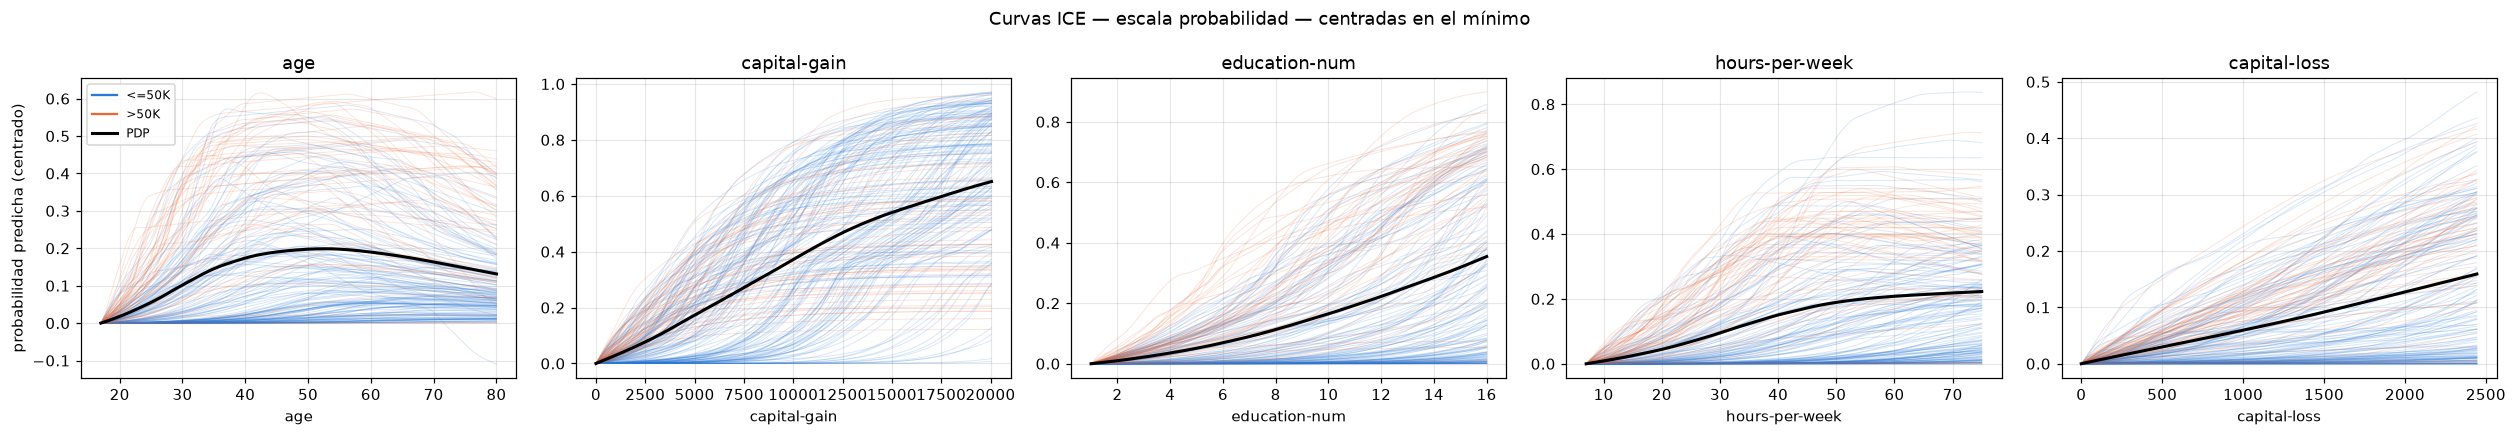 Curvas ICE — escala probabilidad — centradas en el mínimo
age
capital-gain
education-num
hours-per-week
capital-loss
probabilidad predicha (centrado)
<=50K
>50K
PDP
0.6
0.5
0.4
0.3
0.2
0.1
0.0
−0.1
20 30 40 50 60 70 80
age
1.0
0.8
0.6
0.4
0.2
0.0
0 2500 5000 7500 10000 12500 15000 17500 20000
capital-gain
0.8
0.6
0.4
0.2
0.0
2 4 6 8 10 12 14 16
education-num
0.8
0.6
0.4
0.2
0.0
10 20 30 40 50 60 70
hours-per-week
0.5
0.4
0.3
0.2
0.1
0.0
0 500 1000 1500 2000 2500
capital-loss